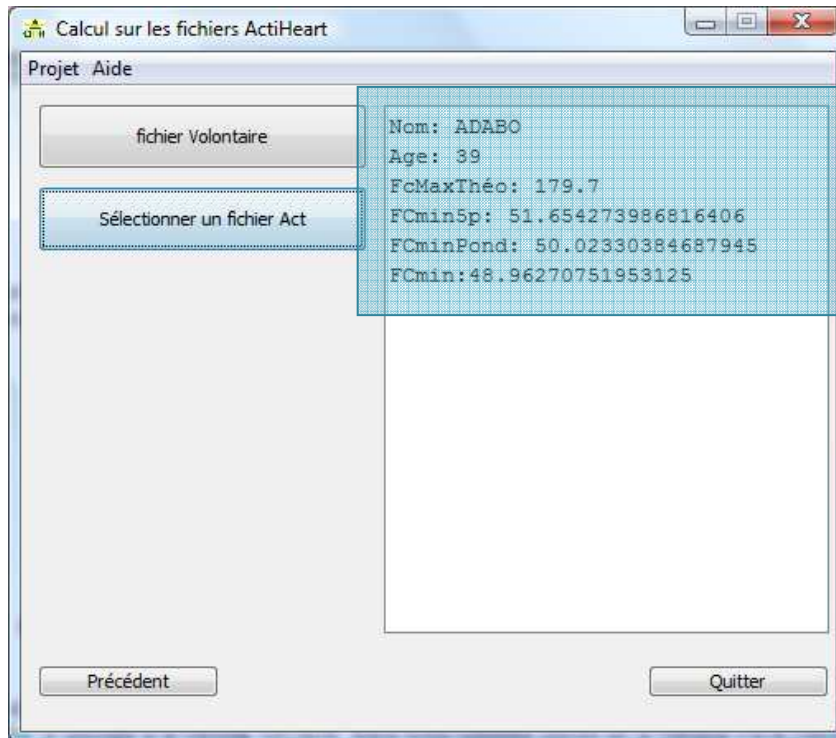 Calcul sur les fichiers ActiHeart
Projet Aide
fichier Volontaire
Sélectionner un fichier Act
Nom: ADABO
Age: 39
FcMaxThéo: 179.7
FCmin5p: 51.654273986816406
FCminPond: 50.02330384687945
FCmin:48.96270751953125
Précédent
Quitter